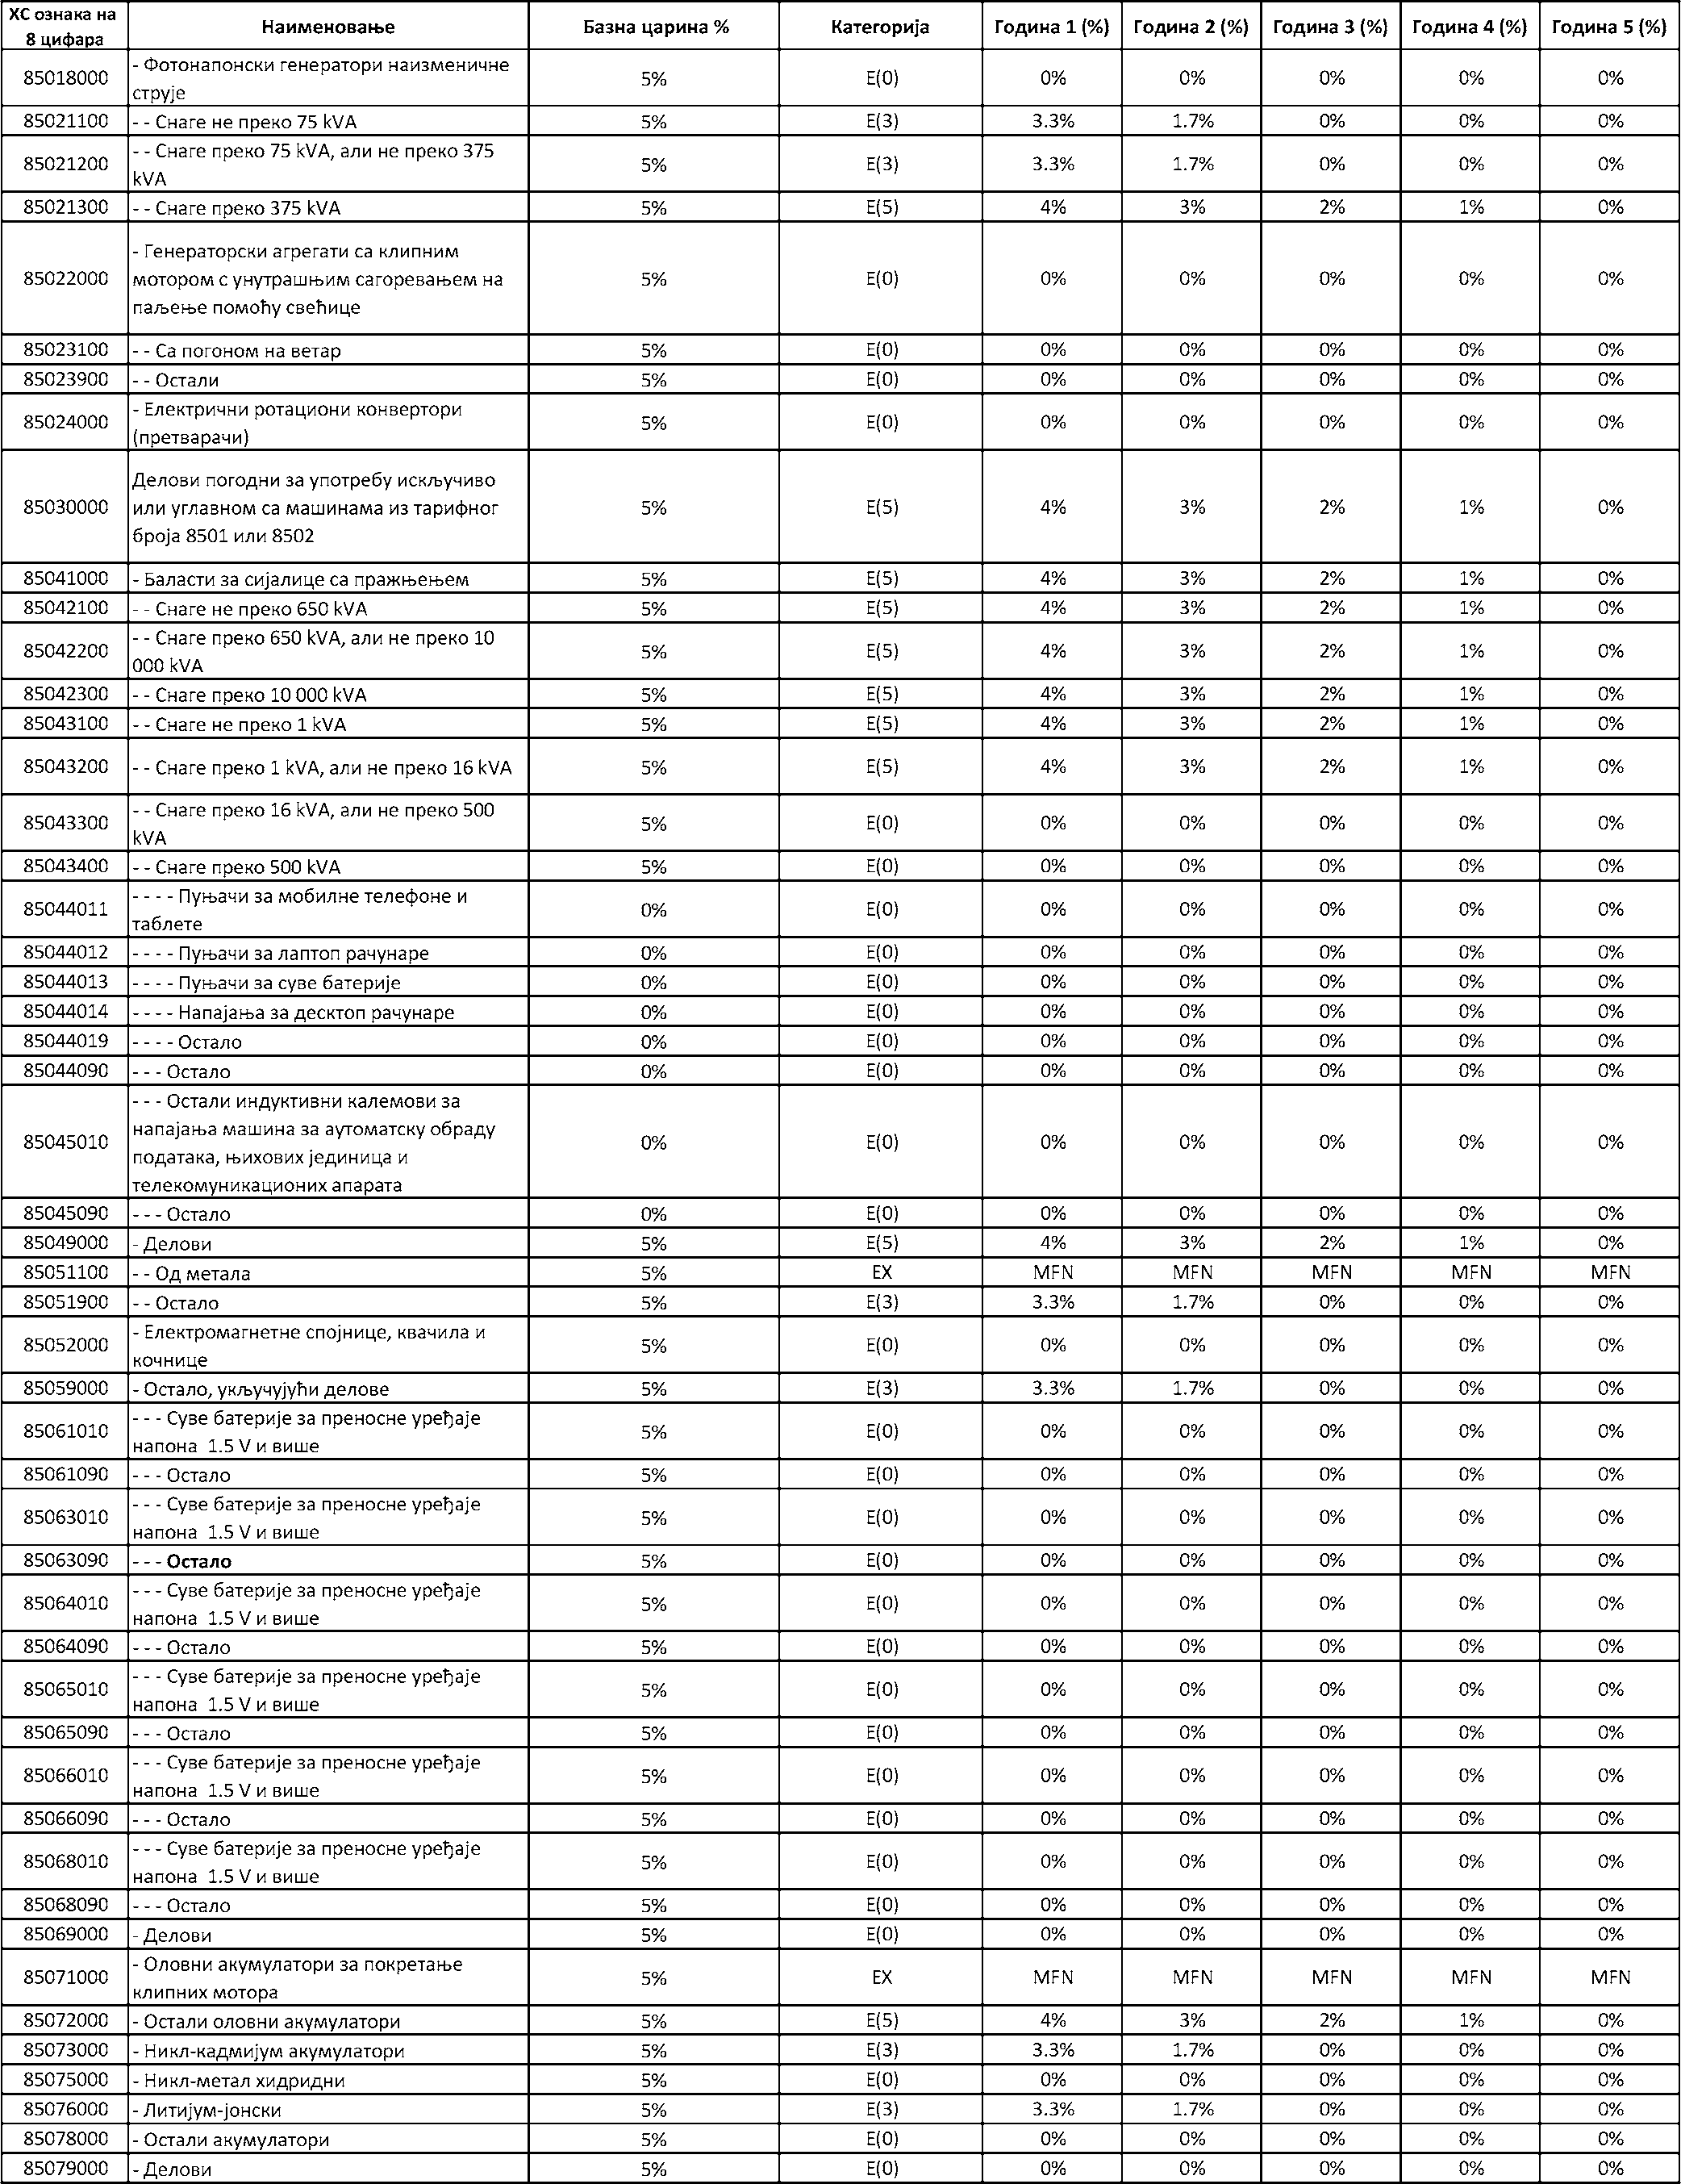 ХС ознака на
8 цифара Наименовање Базна царина % Категорија Година 1 (%) Година 2 (%) Година 3 (%) Година 4 (%) Година 5 (%)
85018000 - Фотонапонски генератори наизменичне
струје 5% E(0) 0% 0% 0% 0% 0%
85021100 - - Снаге не преко 75 kVA 5% E(3) 3.3% 1.7% 0% 0% 0%
85021200 - - Снаге преко 75 kVA, али не преко 375
kVA 5% E(3) 3.3% 1.7% 0% 0% 0%
85021300 - - Снаге преко 375 kVA 5% E(5) 4% 3% 2% 1% 0%
85022000 - Генераторски агрегати са клипним
мотором с унутрашњим сагоревањем на
паљење помоћу свећице 5% E(0) 0% 0% 0% 0% 0%
85023100 - - Са погоном на ветар 5% E(0) 0% 0% 0% 0% 0%
85023900 - - Остали 5% E(0) 0% 0% 0% 0% 0%
85024000 - Електрични ротациони конвертори
(претварачи) 5% E(0) 0% 0% 0% 0% 0%
85030000 Делови погодни за употребу искључиво
или углавном са машинама из тарифног
броја 8501 или 8502 5% E(5) 4% 3% 2% 1% 0%
85041000 - Баласти за сијалице са пражњењем 5% E(5) 4% 3% 2% 1% 0%
85042100 - - Снаге не преко 650 kVA 5% E(5) 4% 3% 2% 1% 0%
85042200 - - Снаге преко 650 kVA, али не преко 10
000 kVA 5% E(5) 4% 3% 2% 1% 0%
85042300 - - Снаге преко 10 000 kVA 5% E(5) 4% 3% 2% 1% 0%
85043100 - - Снаге не преко 1 kVA 5% E(5) 4% 3% 2% 1% 0%
85043200 - - Снаге преко 1 kVA, али не преко 16 kVA 5% E(5) 4% 3% 2% 1% 0%
85043300 - - Снаге преко 16 kVA, али не преко 500
kVA 5% E(0) 0% 0% 0% 0% 0%
85043400 - - Снаге преко 500 kVA 5% E(0) 0% 0% 0% 0% 0%
85044011 - - - - Пуњачи за мобилне телефоне и
таблете 0% E(0) 0% 0% 0% 0% 0%
85044012 - - - - Пуњачи за лаптоп рачунаре 0% E(0) 0% 0% 0% 0% 0%
85044013 - - - - Пуњачи за суве батерије 0% E(0) 0% 0% 0% 0% 0%
85044014 - - - - Напајања за десктоп рачунаре 0% E(0) 0% 0% 0% 0% 0%
85044019 - - - - Остало 0% E(0) 0% 0% 0% 0% 0%
85044090 - - - Остало 0% E(0) 0% 0% 0% 0% 0%
85045010 - - - Остали индуктивни калемови за
напајања машина за аутоматску обраду
података, њихових јединица и
телекомуникационих апарата 0% E(0) 0% 0% 0% 0% 0%
85045090 - - - Остало 0% E(0) 0% 0% 0% 0% 0%
85049000 - Делови 5% E(5) 4% 3% 2% 1% 0%
85051100 - - Од метала 5% EX MFN MFN MFN MFN MFN
85051900 - - Остало 5% E(3) 3.3% 1.7% 0% 0% 0%
85052000 - Електромагнетне спојнице, квачила и
кочнице 5% E(0) 0% 0% 0% 0% 0%
85059000 - Остало, укључујући делове 5% E(3) 3.3% 1.7% 0% 0% 0%
85061010 - - - Суве батерије за преносне уређаје
напона 1.5 V и више 5% E(0) 0% 0% 0% 0% 0%
85061090 - - - Остало 5% E(0) 0% 0% 0% 0% 0%
85063010 - - - Суве батерије за преносне уређаје
напона 1.5 V и више 5% E(0) 0% 0% 0% 0% 0%
85063090 - - - Остало 5% E(0) 0% 0% 0% 0% 0%
85064010 - - - Суве батерије за преносне уређаје
напона 1.5 V и више 5% E(0) 0% 0% 0% 0% 0%
85064090 - - - Остало 5% E(0) 0% 0% 0% 0% 0%
85065010 - - - Суве батерије за преносне уређаје
напона 1.5 V и више 5% E(0) 0% 0% 0% 0% 0%
85065090 - - - Остало 5% E(0) 0% 0% 0% 0% 0%
85066010 - - - Суве батерије за преносне уређаје
напона 1.5 V и више 5% E(0) 0% 0% 0% 0% 0%
85066090 - - - Остало 5% E(0) 0% 0% 0% 0% 0%
85068010 - - - Суве батерије за преносне уређаје
напона 1.5 V и више 5% E(0) 0% 0% 0% 0% 0%
85068090 - - - Остало 5% E(0) 0% 0% 0% 0% 0%
85069000 - Делови 5% E(0) 0% 0% 0% 0% 0%
85071000 - Оловни акумулатори за покретање
клипних мотора 5% EX MFN MFN MFN MFN MFN
85072000 - Остали оловни акумулатори 5% E(5) 4% 3% 2% 1% 0%
85073000 - Никл-кадмијум акумулатори 5% E(3) 3.3% 1.7% 0% 0% 0%
85075000 - Никл-метал хидридни 5% E(0) 0% 0% 0% 0% 0%
85076000 - Литијум-јонски 5% E(3) 3.3% 1.7% 0% 0% 0%
85078000 - Остали акумулатори 5% E(0) 0% 0% 0% 0% 0%
85079000 - Делови 5% E(0) 0% 0% 0% 0% 0%